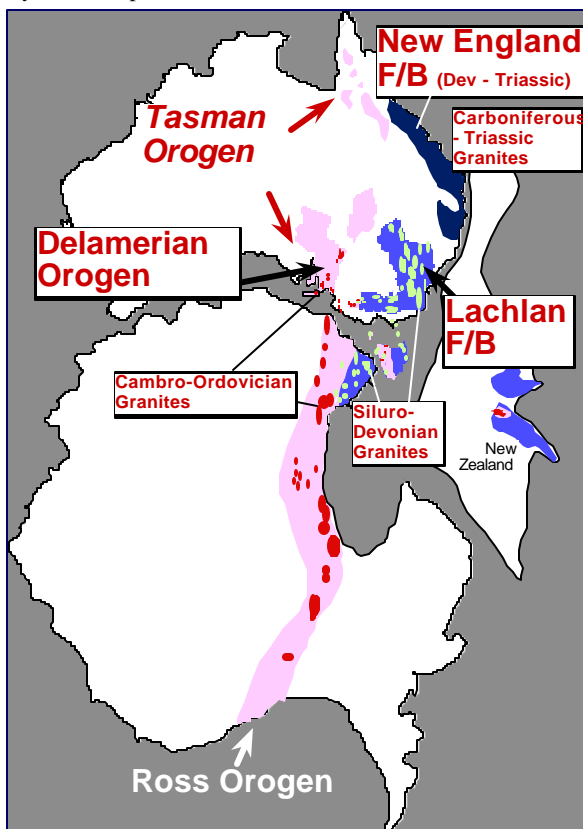 New England
F/B (Dev - Triassic)
Tasman
Orogen
Carboniferous
- Triassic
Granites
Delamerian
Orogen
Lachlan
F/B
Cambro-Ordovician
Granites
Siluro-
Devonian
Granites
New
Zealand
Ross Orogen